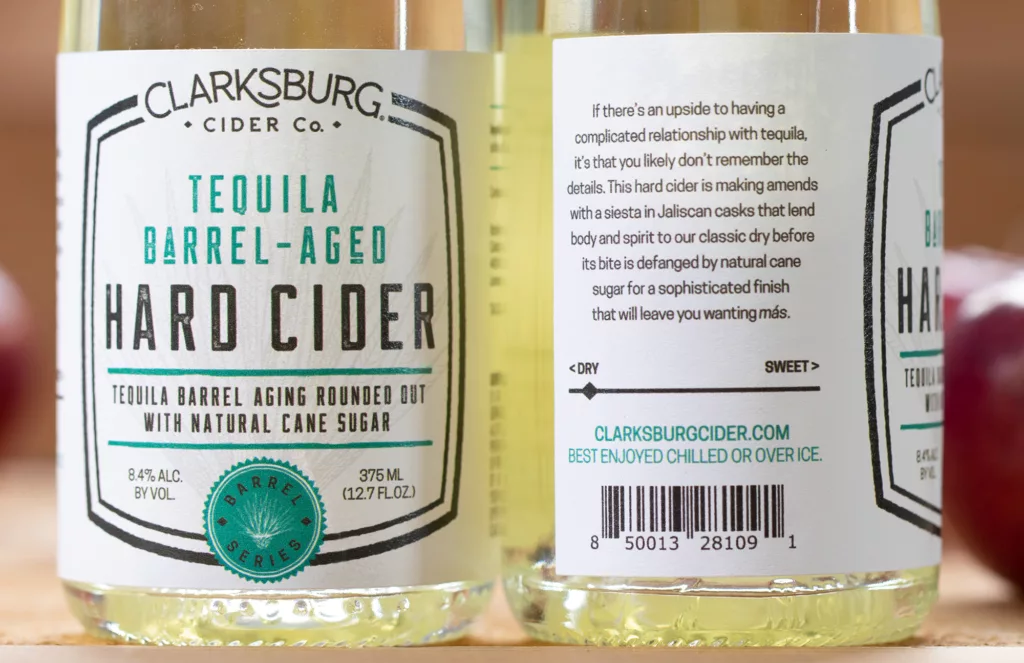 CLARKSBURG®
CIDER Co.
TEQUILA
BARREL-AGED
HARD CIDER
TEQUILA BARREL AGING ROUNDED OUT
WITH NATURAL CANE SUGAR
8.4% ALC.
BY VOL.
375 ML
(12.7 FL.OZ.)
BARREL
SERIES
If there's an upside to having a
complicated relationship with tequila,
it's that you likely don't remember the
details. This hard cider is making amends
with a siesta in Jaliscan casks that lend
body and spirit to our classic dry before
its bite is defanged by natural cane
sugar for a sophisticated finish
that will leave you wanting más.
<DRY
SWEET>
CLARKSBURGCIDER.COM
BEST ENJOYED CHILLED OR OVER ICE.
8 50013 28109 1